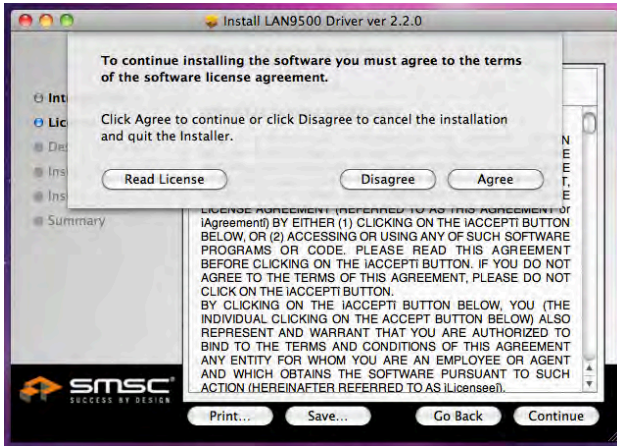 Install LAN9500 Driver ver 2.2.0
To continue installing the software you must agree to the terms
of the software license agreement.
Click Agree to continue or click Disagree to cancel the installation
and quit the Installer.
Read License
Disagree
Agree
Int
Lic
Des
Ins
Ins
Summary
N
E
E
T,
E
LICENSE AGREEMENT (REFERRED TO AS THIS AGREEMENT or
iAgreementî) BY EITHER (1) CLICKING ON THE ìACCEPTî BUTTON
BELOW, OR (2) ACCESSING OR USING ANY OF SUCH SOFTWARE
PROGRAMS OR CODE. PLEASE READ THIS AGREEMENT
BEFORE CLICKING ON THE ìACCEPTî BUTTON. IF YOU DO NOT
AGREE TO THE TERMS OF THIS AGREEMENT, PLEASE DO NOT
CLICK ON THE ìACCEPTî BUTTON.
BY CLICKING ON THE ìACCEPTî BUTTON BELOW, YOU (THE
INDIVIDUAL CLICKING ON THE ACCEPT BUTTON BELOW) ALSO
REPRESENT AND WARRANT THAT YOU ARE AUTHORIZED TO
BIND TO THE TERMS AND CONDITIONS OF THIS AGREEMENT
ANY ENTITY FOR WHOM YOU ARE AN EMPLOYEE OR AGENT
AND WHICH OBTAINS THE SOFTWARE PURSUANT TO SUCH
ACTION (HEREINAFTER REFERRED TO AS ìLicenseeî).
smsc
SUCCESS BY DESIGN
Print...
Save...
Go Back
Continue